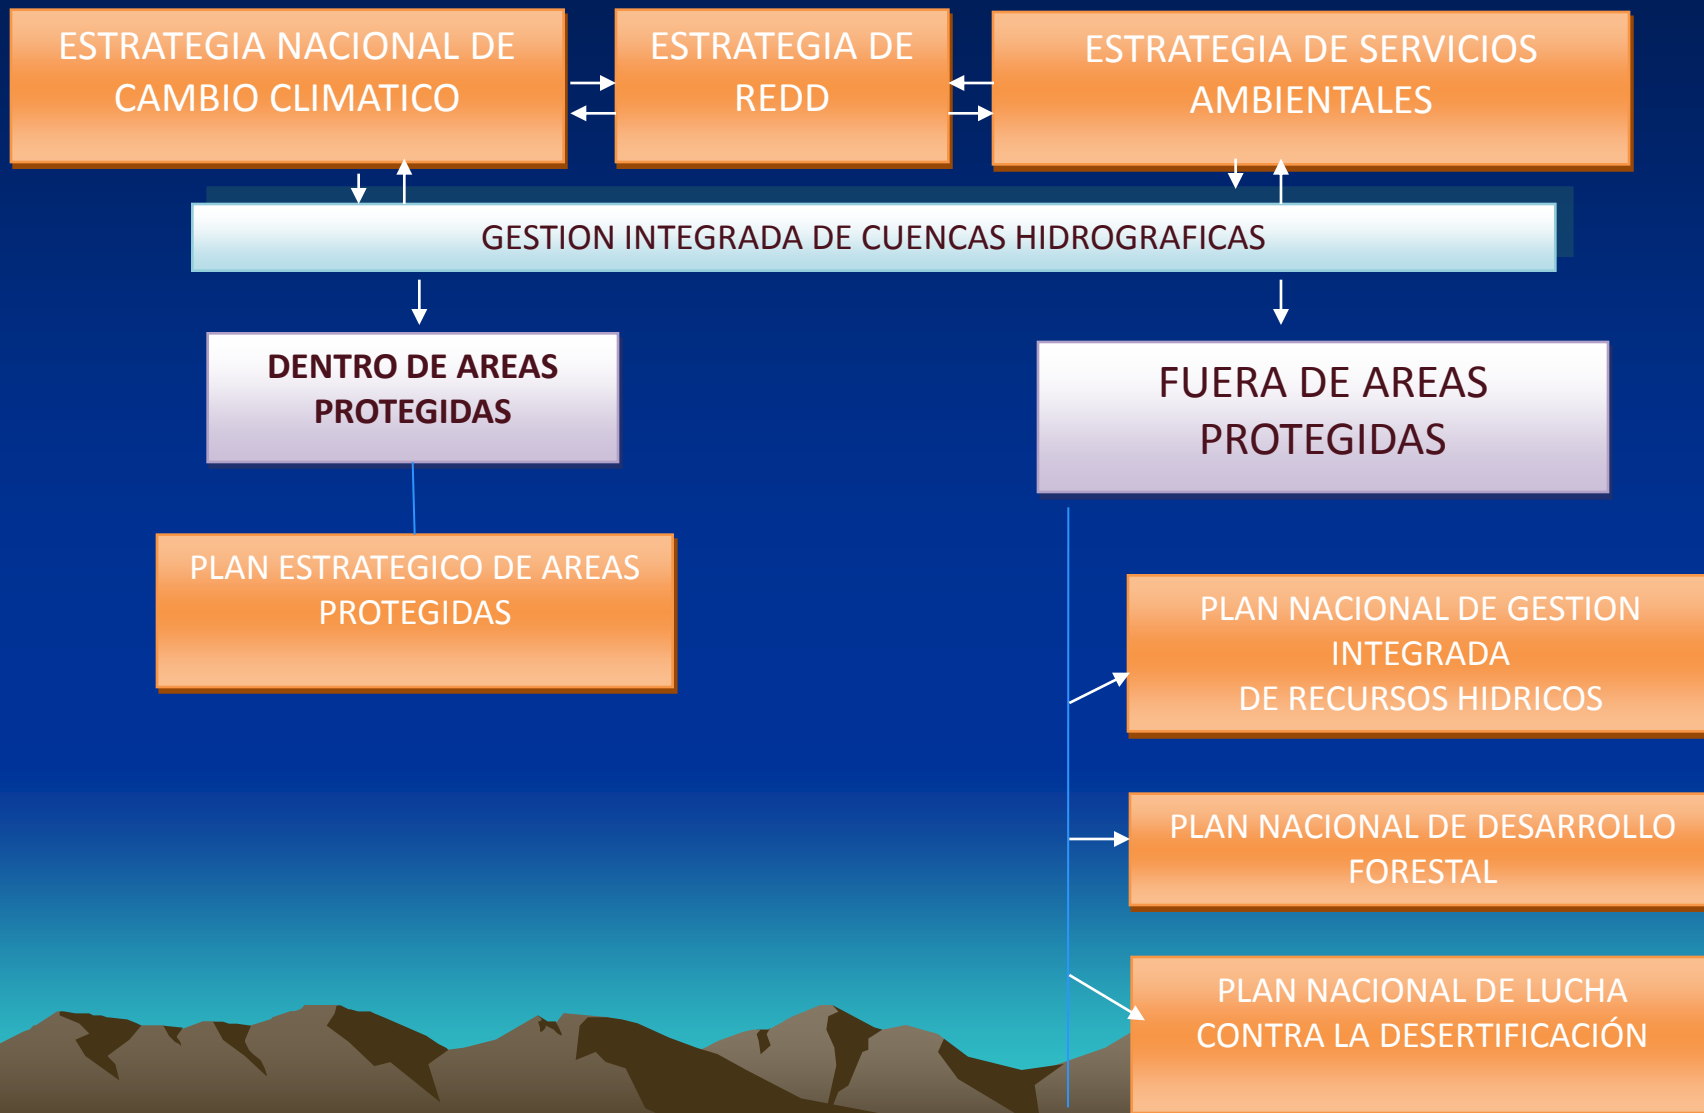 ESTRATEGIA NACIONAL DE
CAMBIO CLIMATICO
ESTRATEGIA DE
REDD
ESTRATEGIA DE SERVICIOS
AMBIENTALES
GESTION INTEGRADA DE CUENCAS HIDROGRAFICAS
DENTRO DE AREAS
PROTEGIDAS
FUERA DE AREAS
PROTEGIDAS
PLAN ESTRATEGICO DE AREAS
PROTEGIDAS
PLAN NACIONAL DE GESTION
INTEGRADA
DE RECURSOS HIDRICOS
PLAN NACIONAL DE DESARROLLO
FORESTAL
PLAN NACIONAL DE LUCHA
CONTRA LA DESERTIFICACIÓN